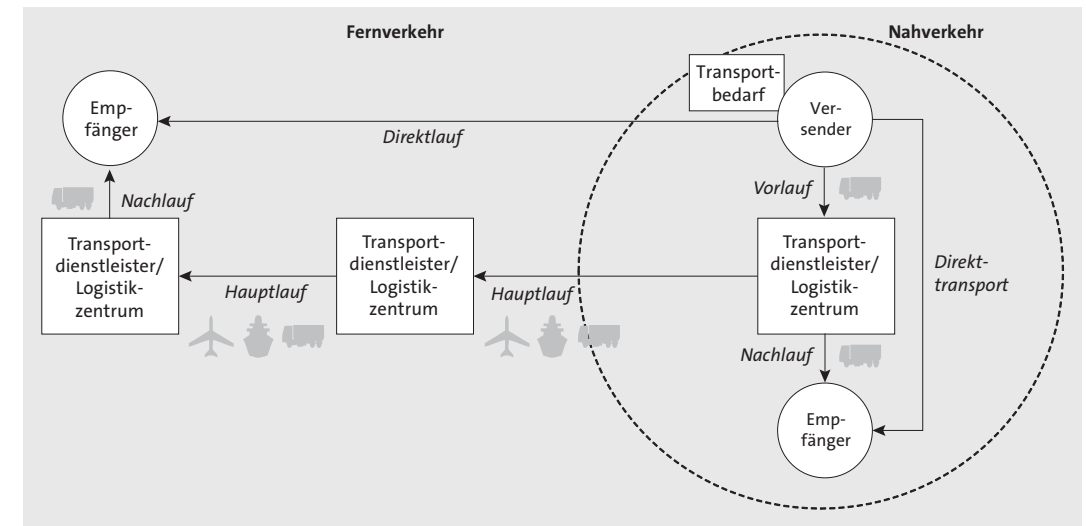 Fernverkehr
Nahverkehr
Transport-
bedarf
Emp-
fänger
Ver-
sender
Direktlauf
Vorlauf
Nachlauf
Transport-
dienstleister/
Logistik-
zentrum
Transport-
dienstleister/
Logistik-
zentrum
Transport-
dienstleister/
Logistik-
zentrum
Direkt-
transport
Hauptlauf
Hauptlauf
Nachlauf
Emp-
fänger